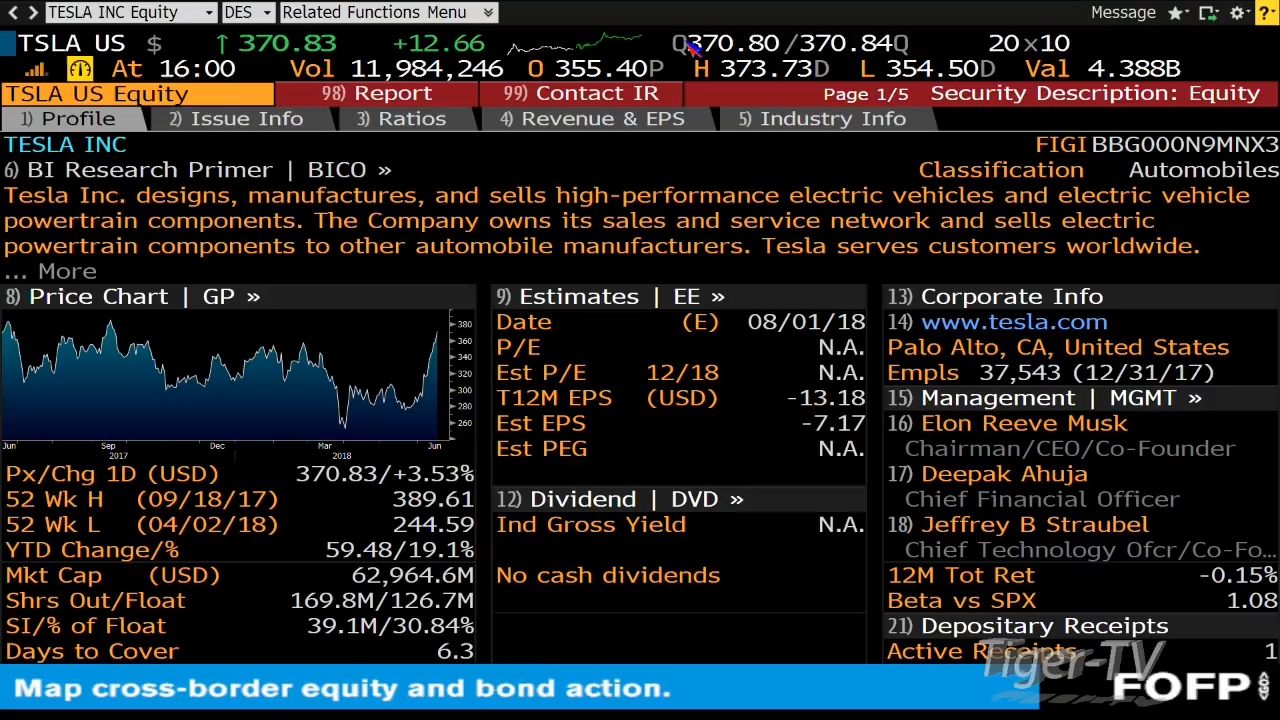 TESLA INC Equity DES Related Functions Menu Message
TSLA US $ ↑ 370.83 +12.66 Q370.80 /370.84Q 20×10
At 16:00 Vol 11,984,246 O 355.40P H 373.73D L 354.50D Val 4.388B
TSLA US Equity 98) Report 99) Contact IR Page 1/5 Security Description: Equity
1) Profile 2) Issue Info 3) Ratios 4) Revenue & EPS 5) Industry Info
TESLA INC FIGI BBG000N9MNX3
6) BI Research Primer | BICO » Classification Automobiles
Tesla Inc. designs, manufactures, and sells high-performance electric vehicles and electric vehicle
powertrain components. The Company owns its sales and service network and sells electric
powertrain components to other automobile manufacturers. Tesla serves customers worldwide.
... More
8) Price Chart | GP »
380
360
340
320
300
280
260
Jun Sep Dec Mar Jun
2017 2018
Px/Chg 1D (USD) 370.83/+3.53%
52 Wk H (09/18/17) 389.61
52 Wk L (04/02/18) 244.59
YTD Change/% 59.48/19.1%
Mkt Cap (USD) 62,964.6M
Shrs Out/Float 169.8M/126.7M
SI/% of Float 39.1M/30.84%
Days to Cover 6.3
9) Estimates | EE »
Date (E) 08/01/18
P/E N.A.
Est P/E 12/18 N.A.
T12M EPS (USD) -13.18
Est EPS -7.17
Est PEG N.A.
12) Dividend | DVD »
Ind Gross Yield N.A.
No cash dividends
13) Corporate Info
14) www.tesla.com
Palo Alto, CA, United States
Empls 37,543 (12/31/17)
15) Management | MGMT »
16) Elon Reeve Musk
Chairman/CEO/Co-Founder
17) Deepak Ahuja
Chief Financial Officer
18) Jeffrey B Straubel
Chief Technology Ofcr/Co-Fo...
12M Tot Ret -0.15%
Beta vs SPX 1.08
21) Depositary Receipts
Active Receipts 1
Tiger-TV
Map cross-border equity and bond action. FOFP